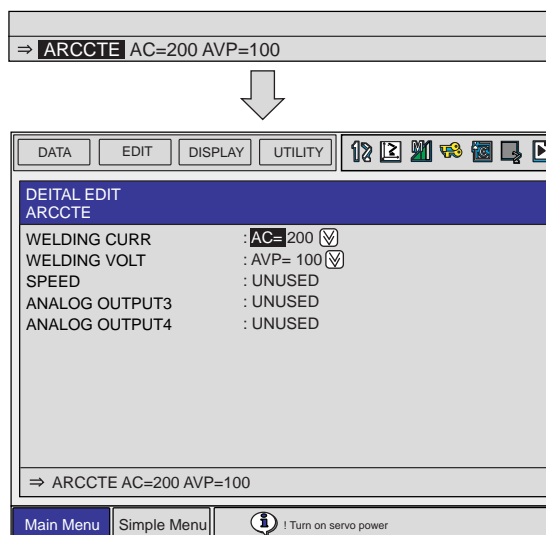 ⇒ ARCCTE AC=200 AVP=100
DATA EDIT DISPLAY UTILITY
DEITAL EDIT
ARCCTE
WELDING CURR : AC= 200
WELDING VOLT : AVP= 100
SPEED : UNUSED
ANALOG OUTPUT3 : UNUSED
ANALOG OUTPUT4 : UNUSED
⇒ ARCCTE AC=200 AVP=100
Main Menu Simple Menu ! Turn on servo power